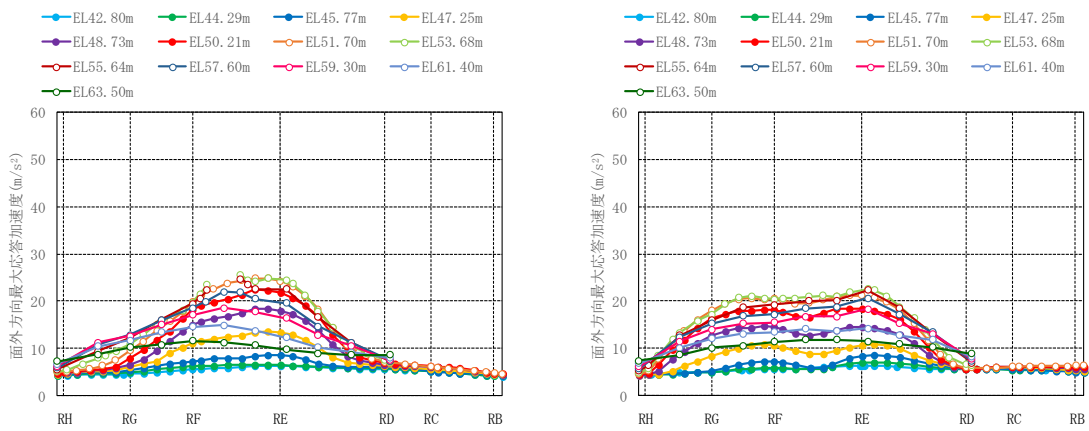 EL42.80m EL44.29m EL45.77m EL47.25m
EL48.73m EL50.21m EL51.70m EL53.68m
EL55.64m EL57.60m EL59.30m EL61.40m
EL63.50m
面外方向最大応答加速度(m/s²)
60
50
40
30
20
10
0
RH RG RF RE RD RC RB
EL42.80m EL44.29m EL45.77m EL47.25m
EL48.73m EL50.21m EL51.70m EL53.68m
EL55.64m EL57.60m EL59.30m EL61.40m
EL63.50m
面外方向最大応答加速度(m/s²)
60
50
40
30
20
10
0
RH RG RF RE RD RC RB